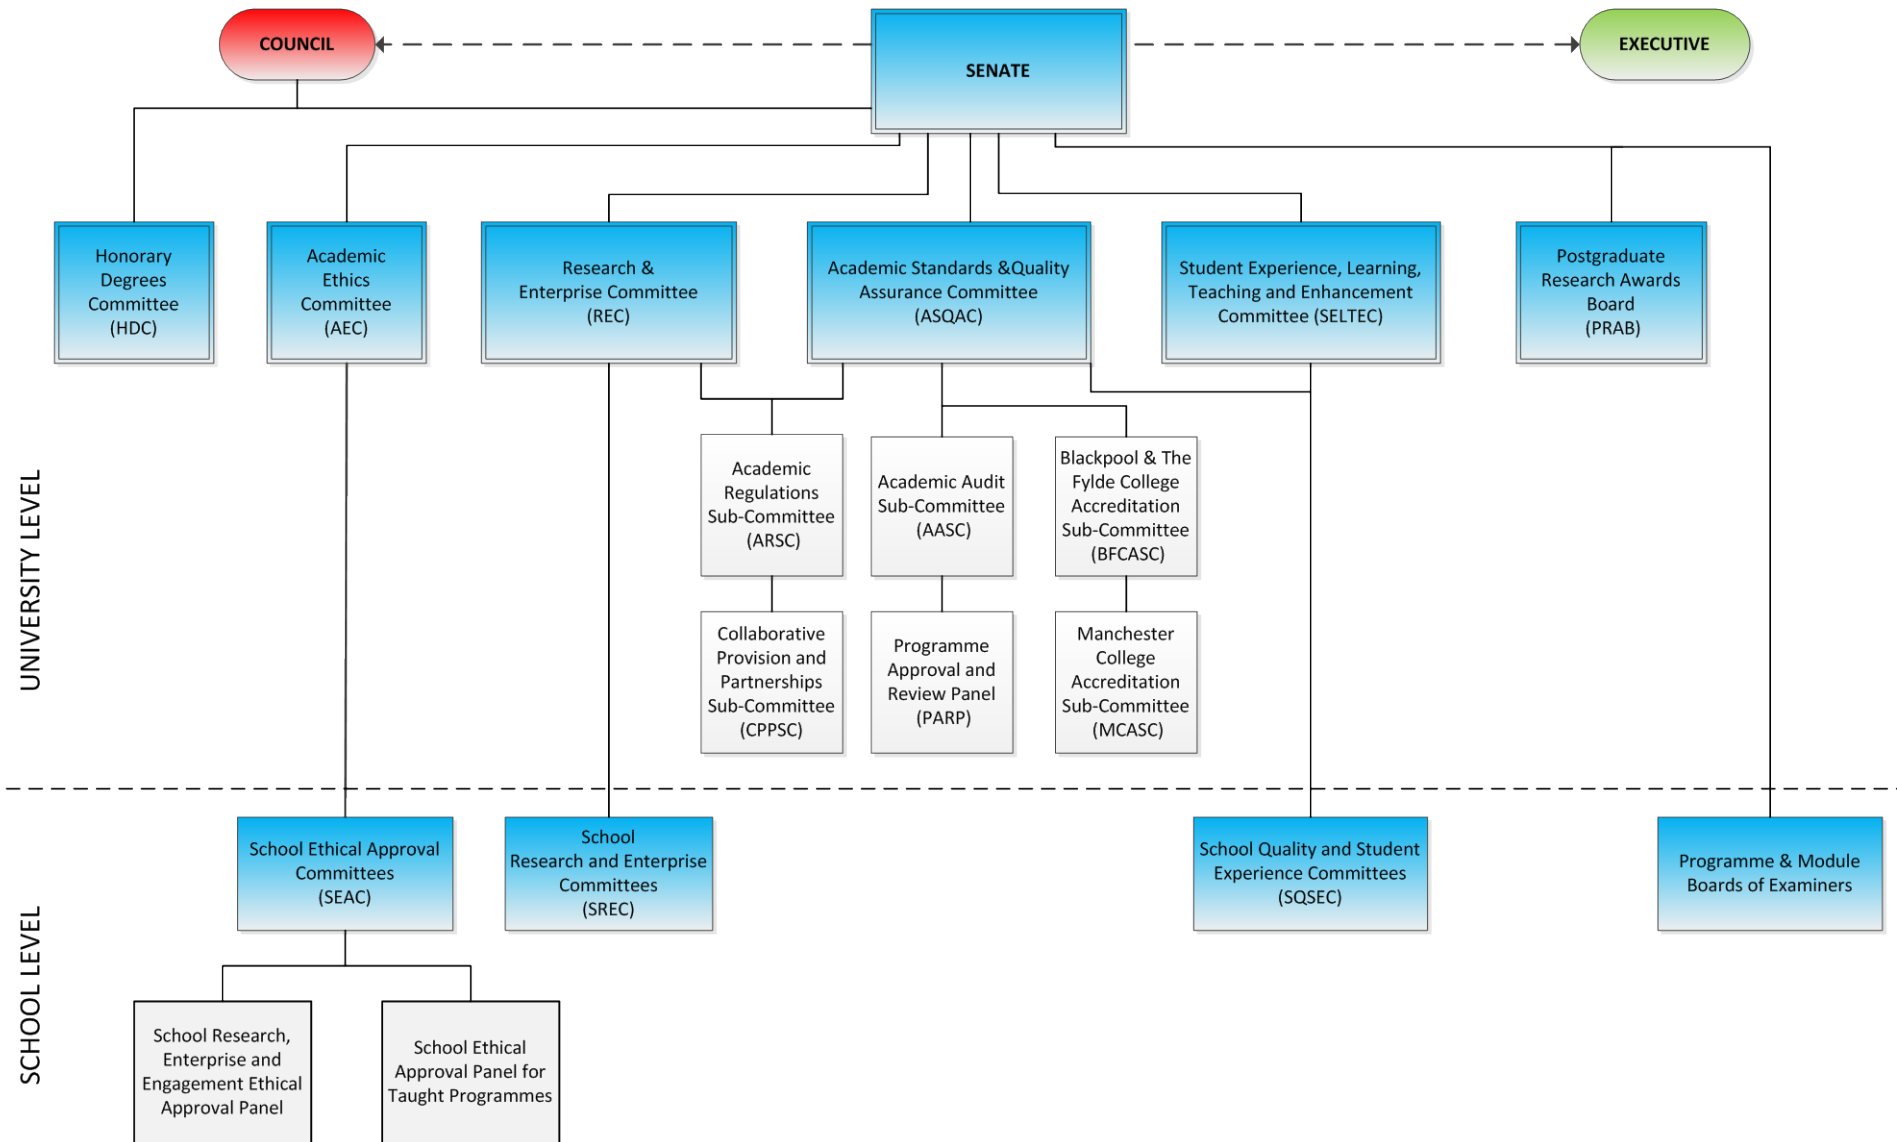 COUNCIL
SENATE
EXECUTIVE
Honorary
Degrees
Committee
(HDC)
Academic
Ethics
Committee
(AEC)
Research &
Enterprise Committee
(REC)
Academic Standards &Quality
Assurance Committee
(ASQAC)
Student Experience, Learning,
Teaching and Enhancement
Committee (SELTEC)
Postgraduate
Research Awards
Board
(PRAB)
UNIVERSITY LEVEL
Academic
Regulations
Sub-Committee
(ARSC)
Academic Audit
Sub-Committee
(AASC)
Blackpool & The
Fylde College
Accreditation
Sub-Committee
(BFCASC)
Collaborative
Provision and
Partnerships
Sub-Committee
(CPPSC)
Programme
Approval and
Review Panel
(PARP)
Manchester
College
Accreditation
Sub-Committee
(MCASC)
SCHOOL LEVEL
School Ethical Approval
Committees
(SEAC)
School
Research and Enterprise
Committees
(SREC)
School Quality and Student
Experience Committees
(SQSEC)
Programme & Module
Boards of Examiners
School Research,
Enterprise and
Engagement Ethical
Approval Panel
School Ethical
Approval Panel for
Taught Programmes